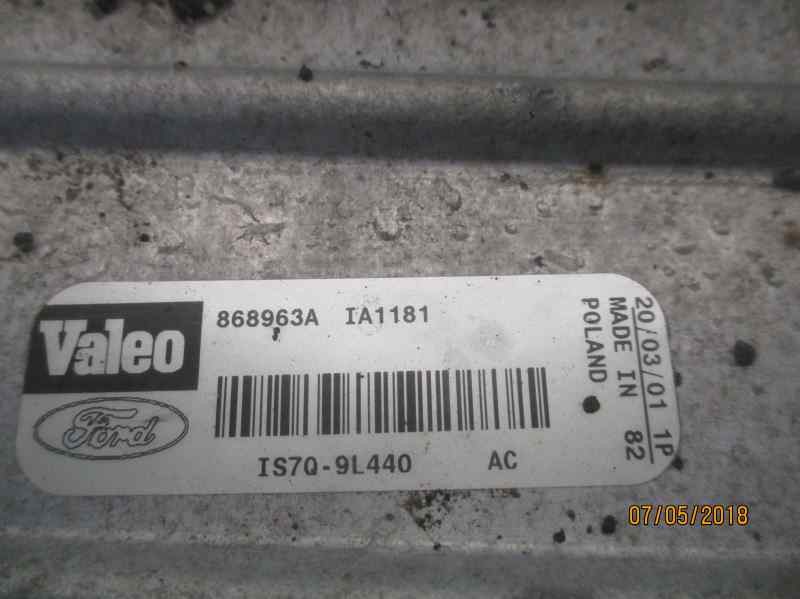 Valeo
868963A IA1181
Ford
IS7Q-9L440 AC
20/03/01 1P
MADE IN 82
POLAND
07/05/2018